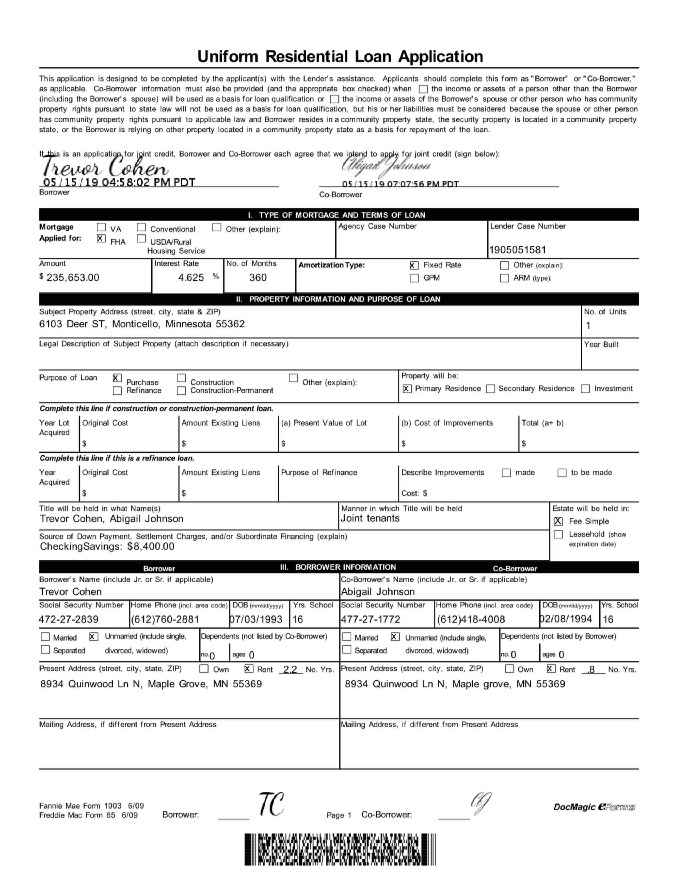 Uniform Residential Loan Application
This application is designed to be completed by the applicant(s) with the Lender's assistance. Applicants should complete this form as "Borrower" or "Co-Borrower,"
as applicable. Co-Borrower information must also be provided (and the appropriate box checked) when the income or assets of a person other than the Borrower
(including the Borrower's spouse) will be used as a basis for loan qualification or the income or assets of the Borrower's spouse or other person who has community
property rights pursuant to state law will not be used as a basis for loan qualification, but his or her liabilities must be considered because the spouse or other person
has community property rights pursuant to applicable law and Borrower resides in a community property state, the security property is located in a community property
state, or the Borrower is relying on other property located in a community property state as a basis for repayment of the loan.
If this is an application for joint credit, Borrower and Co-Borrower each agree that we intend to apply for joint credit (sign below):
Trevor Cohen Abigail Johnson
05/15/19 04:58:02 PM PDT 05/15/19 07:07:56 PM PDT
Borrower Co-Borrower
I. TYPE OF MORTGAGE AND TERMS OF LOAN
Mortgage VA Conventional Other (explain): Agency Case Number Lender Case Number
Applied for: X FHA USDA/Rural
Housing Service 1905051581
Amount Interest Rate No. of Months Amortization Type: X Fixed Rate Other (explain):
$ 235,653.00 4.625 % 360 GPM ARM (type):
II. PROPERTY INFORMATION AND PURPOSE OF LOAN
Subject Property Address (street, city, state & ZIP) No. of Units
6103 Deer ST, Monticello, Minnesota 55362 1
Legal Description of Subject Property (attach description if necessary) Year Built
Purpose of Loan X Purchase Construction Other (explain): Property will be:
Refinance Construction-Permanent X Primary Residence Secondary Residence Investment
Complete this line if construction or construction-permanent loan.
Year Lot Original Cost Amount Existing Liens (a) Present Value of Lot (b) Cost of Improvements Total (a+ b)
Acquired
$ $ $ $ $
Complete this line if this is a refinance loan.
Year Original Cost Amount Existing Liens Purpose of Refinance Describe Improvements made to be made
Acquired
$ $ Cost: $
Title will be held in what Name(s) Manner in which Title will be held Estate will be held in:
Trevor Cohen, Abigail Johnson Joint tenants X Fee Simple
Source of Down Payment, Settlement Charges, and/or Subordinate Financing (explain) Leasehold (show
CheckingSavings: $8,400.00 expiration date)
Borrower III. BORROWER INFORMATION Co-Borrower
Borrower's Name (include Jr. or Sr. if applicable) Co-Borrower's Name (include Jr. or Sr. if applicable)
Trevor Cohen Abigail Johnson
Social Security Number Home Phone (incl. area code) DOB (mm/dd/yyyy) Yrs. School Social Security Number Home Phone (incl. area code) DOB (mm/dd/yyyy) Yrs. School
472-27-2839 (612)760-2881 07/03/1993 16 477-27-1772 (612)418-4008 02/08/1994 16
Married X Unmarried (include single, Dependents (not listed by Co-Borrower) Married X Unmarried (include single, Dependents (not listed by Borrower)
Separated divorced, widowed) no. 0 ages 0 Separated divorced, widowed) no. 0 ages 0
Present Address (street, city, state, ZIP) Own X Rent 2.2 No. Yrs. Present Address (street, city, state, ZIP) Own X Rent .8 No. Yrs.
8934 Quinwood Ln N, Maple Grove, MN 55369 8934 Quinwood Ln N, Maple grove, MN 55369
Mailing Address, if different from Present Address Mailing Address, if different from Present Address
Fannie Mae Form 1003 6/09 TC AJ DocMagic eForms
Freddie Mac Form 65 6/09 Borrower: Page 1 Co-Borrower: